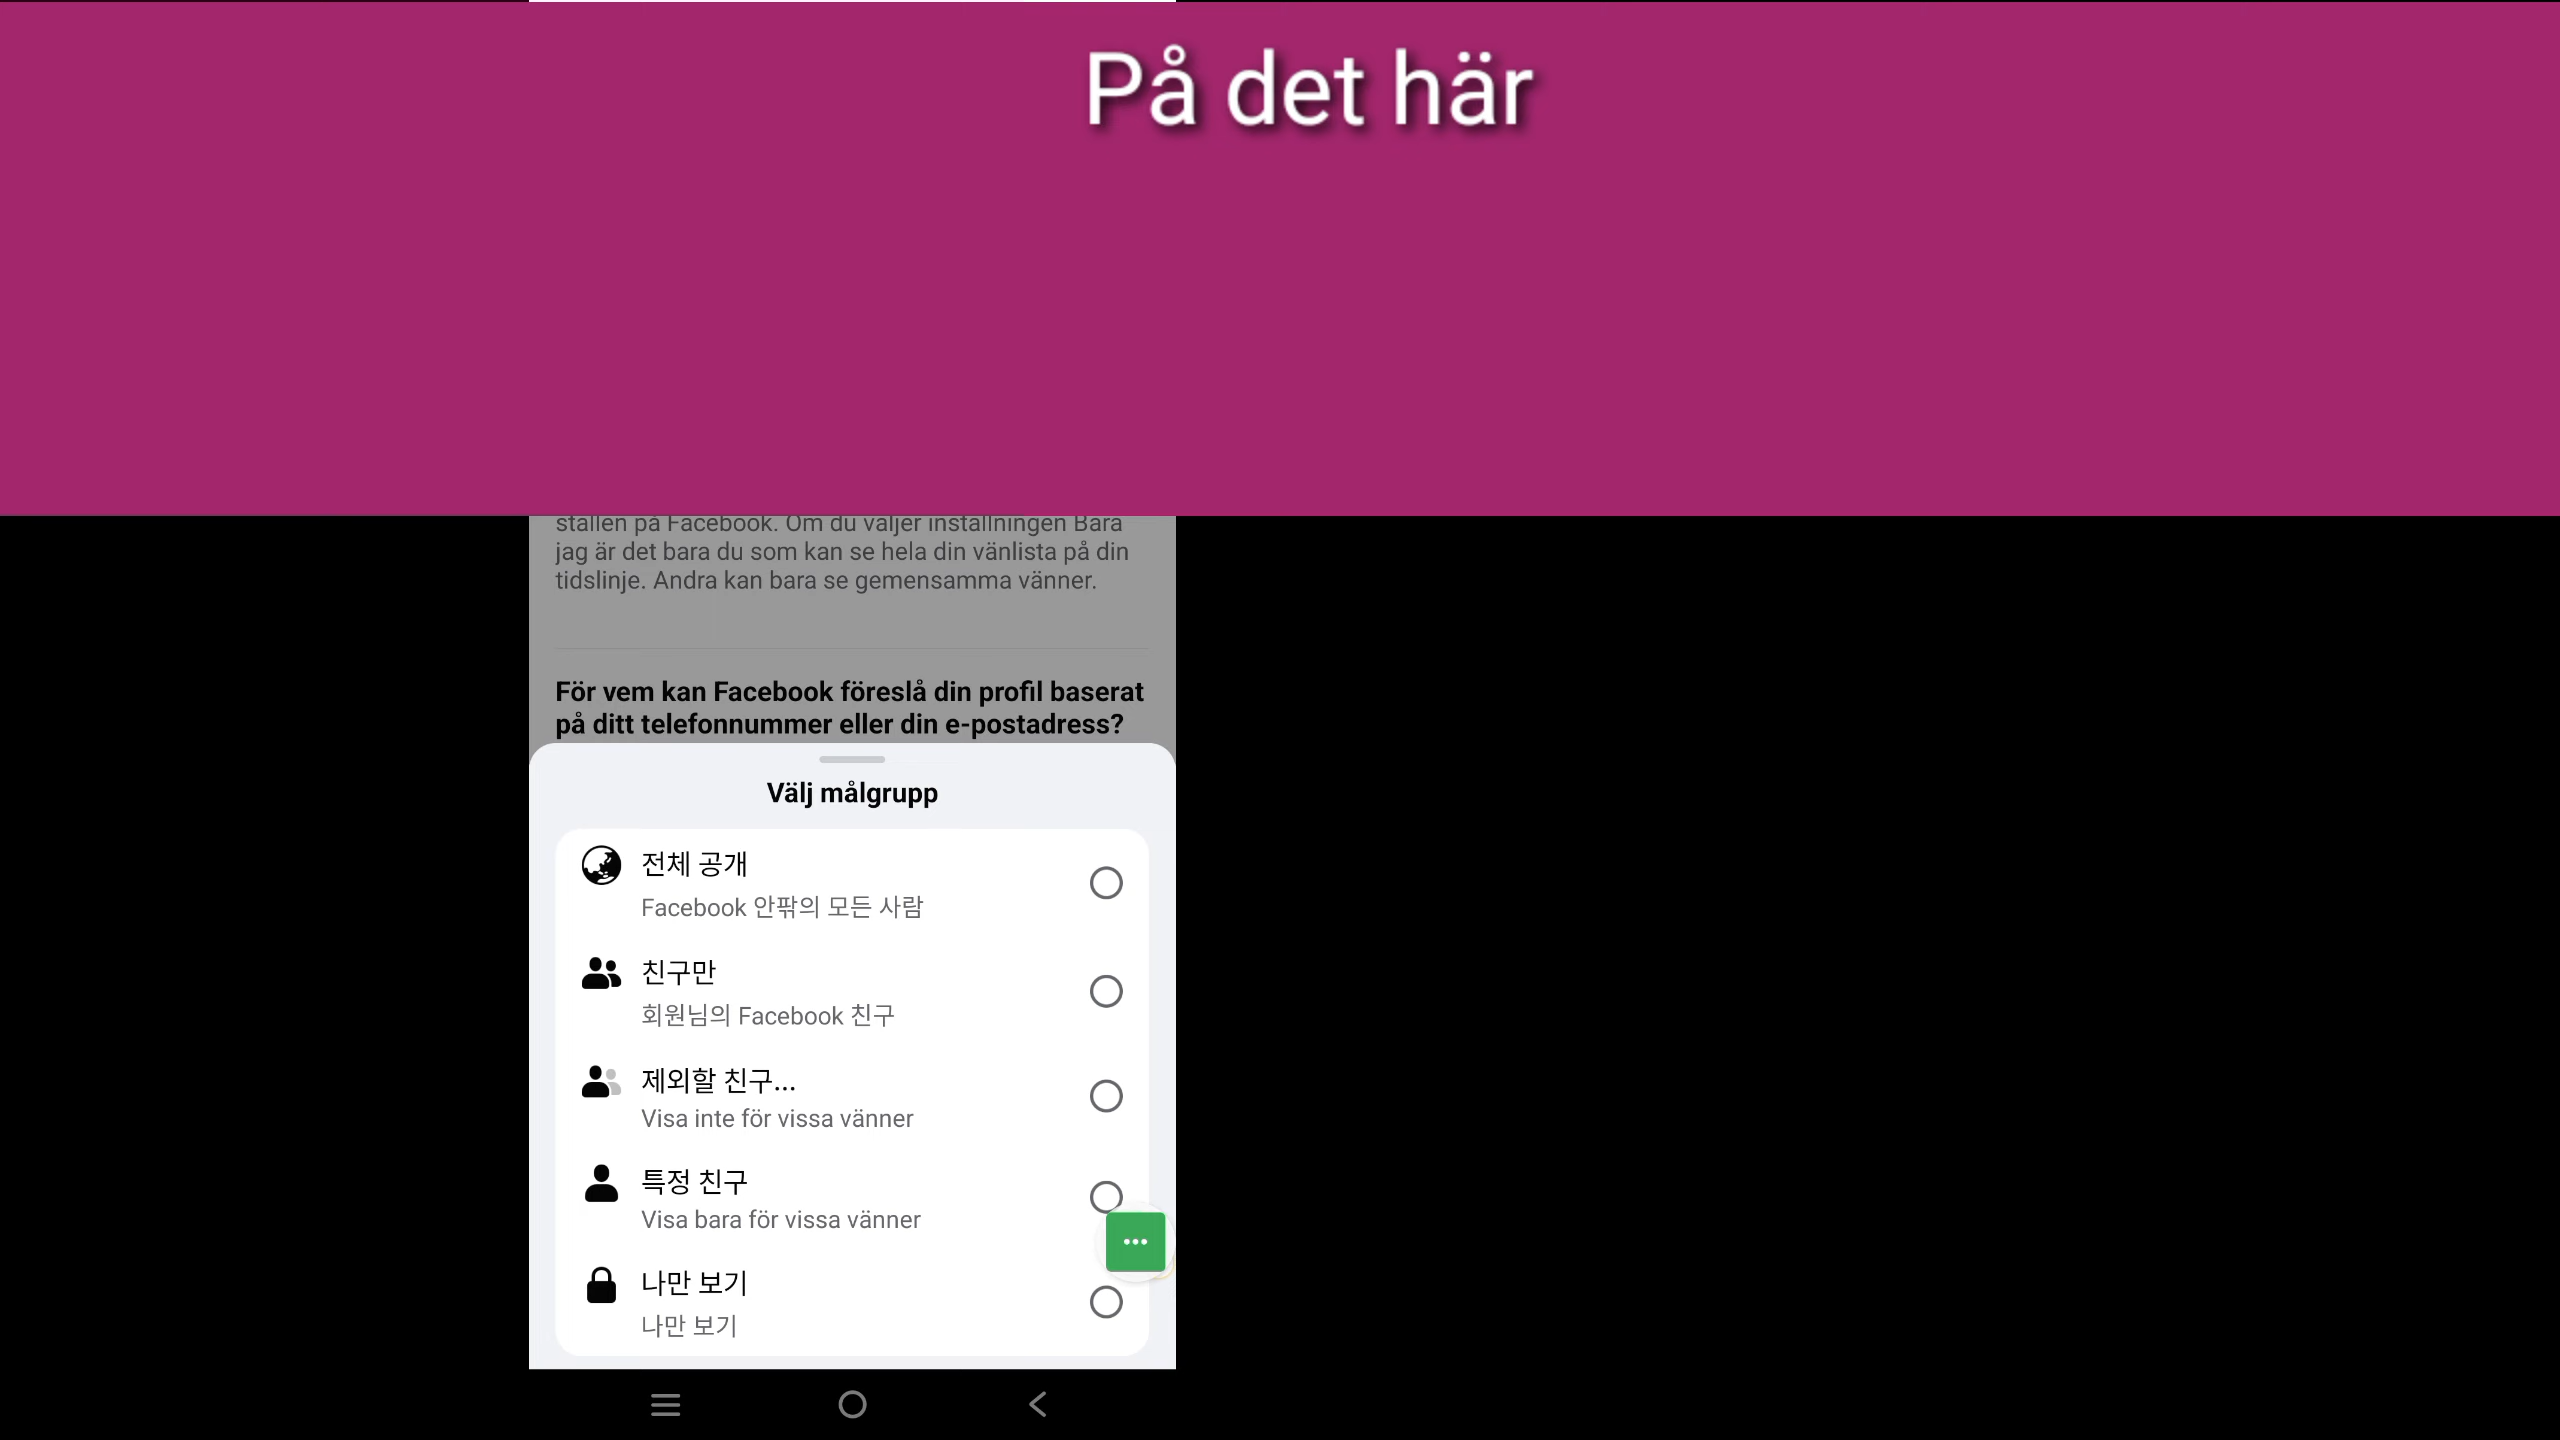 På det här
ställen på Facebook. Om du väljer inställningen Bara
jag är det bara du som kan se hela din vänlista på din
tidslinje. Andra kan bara se gemensamma vänner.
För vem kan Facebook föreslå din profil baserat
på ditt telefonnummer eller din e-postadress?
Välj målgrupp
전체 공개
Facebook 안팎의 모든 사람
친구만
회원님의 Facebook 친구
제외할 친구...
Visa inte för vissa vänner
특정 친구
Visa bara för vissa vänner
나만 보기
나만 보기